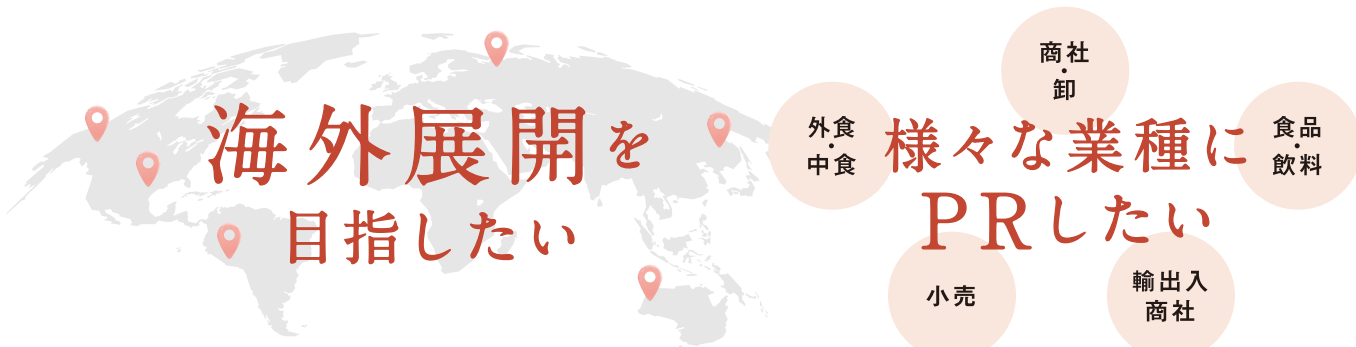 海外展開を
目指したい
商社
・
卸
外食
・
中食
様々な業種に
PRしたい
食品
・
飲料
小売
輸出入
商社